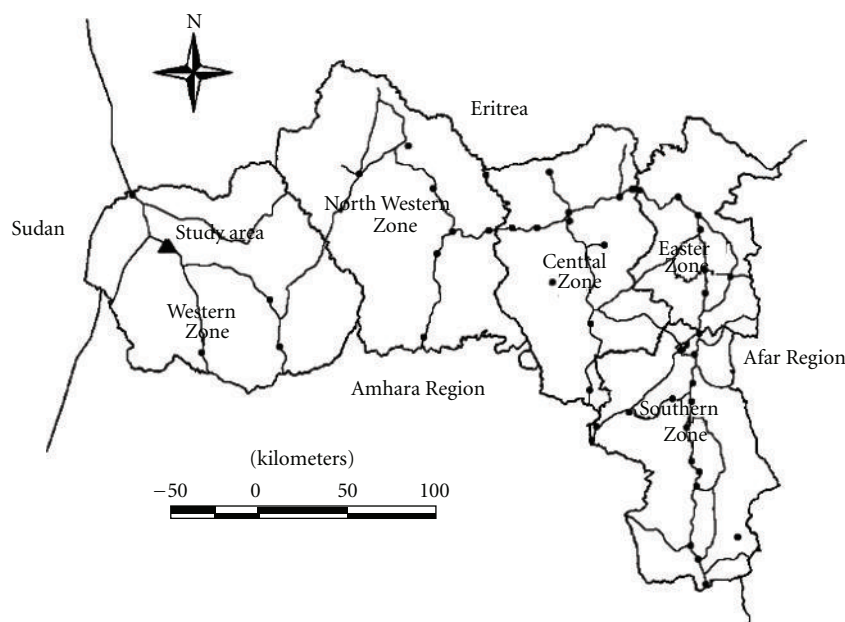 N
Eritrea
Sudan
Study area
North Western
Zone
Central
Zone
Easter
Zone
Western
Zone
Amhara Region
Afar Region
Southern
Zone
(kilometers)
−50 0 50 100